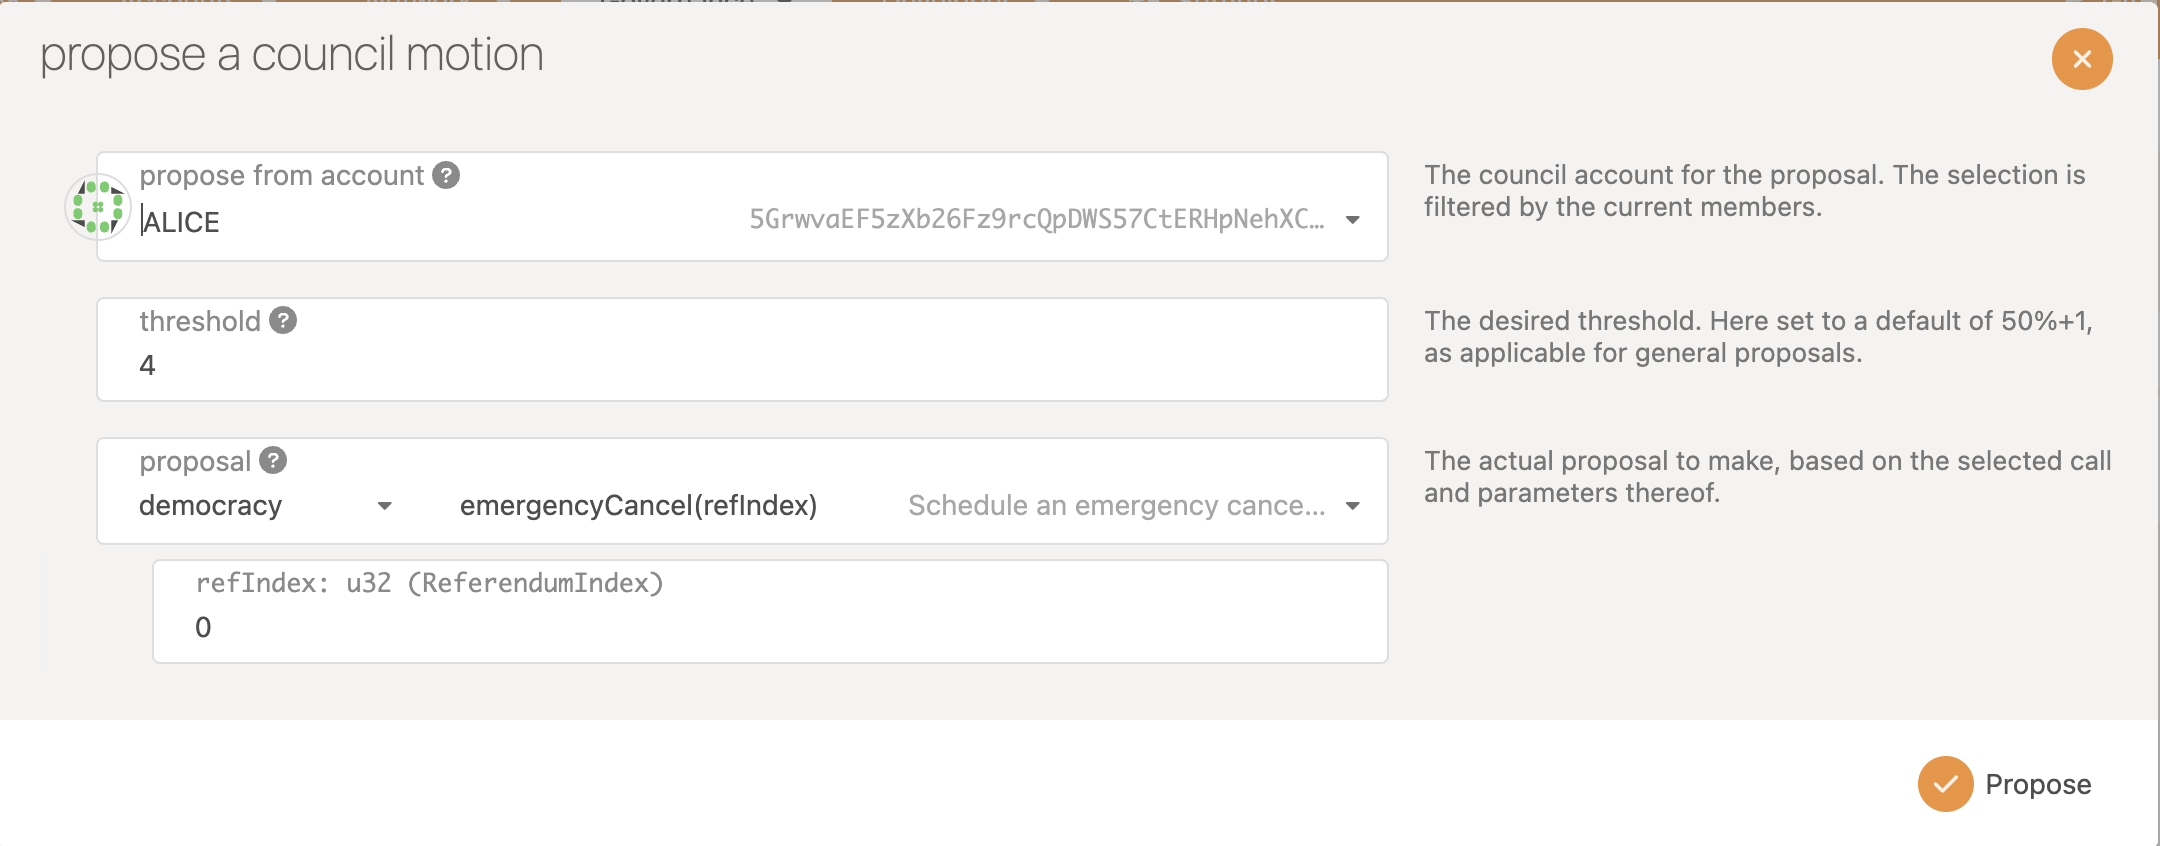 propose a council motion
propose from account ?
ALICE 5GrwvaEF5zXb26Fz9rcQpDWS57CtERHpNehXC…
The council account for the proposal. The selection is
filtered by the current members.
threshold ?
4
The desired threshold. Here set to a default of 50%+1,
as applicable for general proposals.
proposal ?
democracy emergencyCancel(refIndex) Schedule an emergency cance...
The actual proposal to make, based on the selected call
and parameters thereof.
refIndex: u32 (ReferendumIndex)
0
Propose